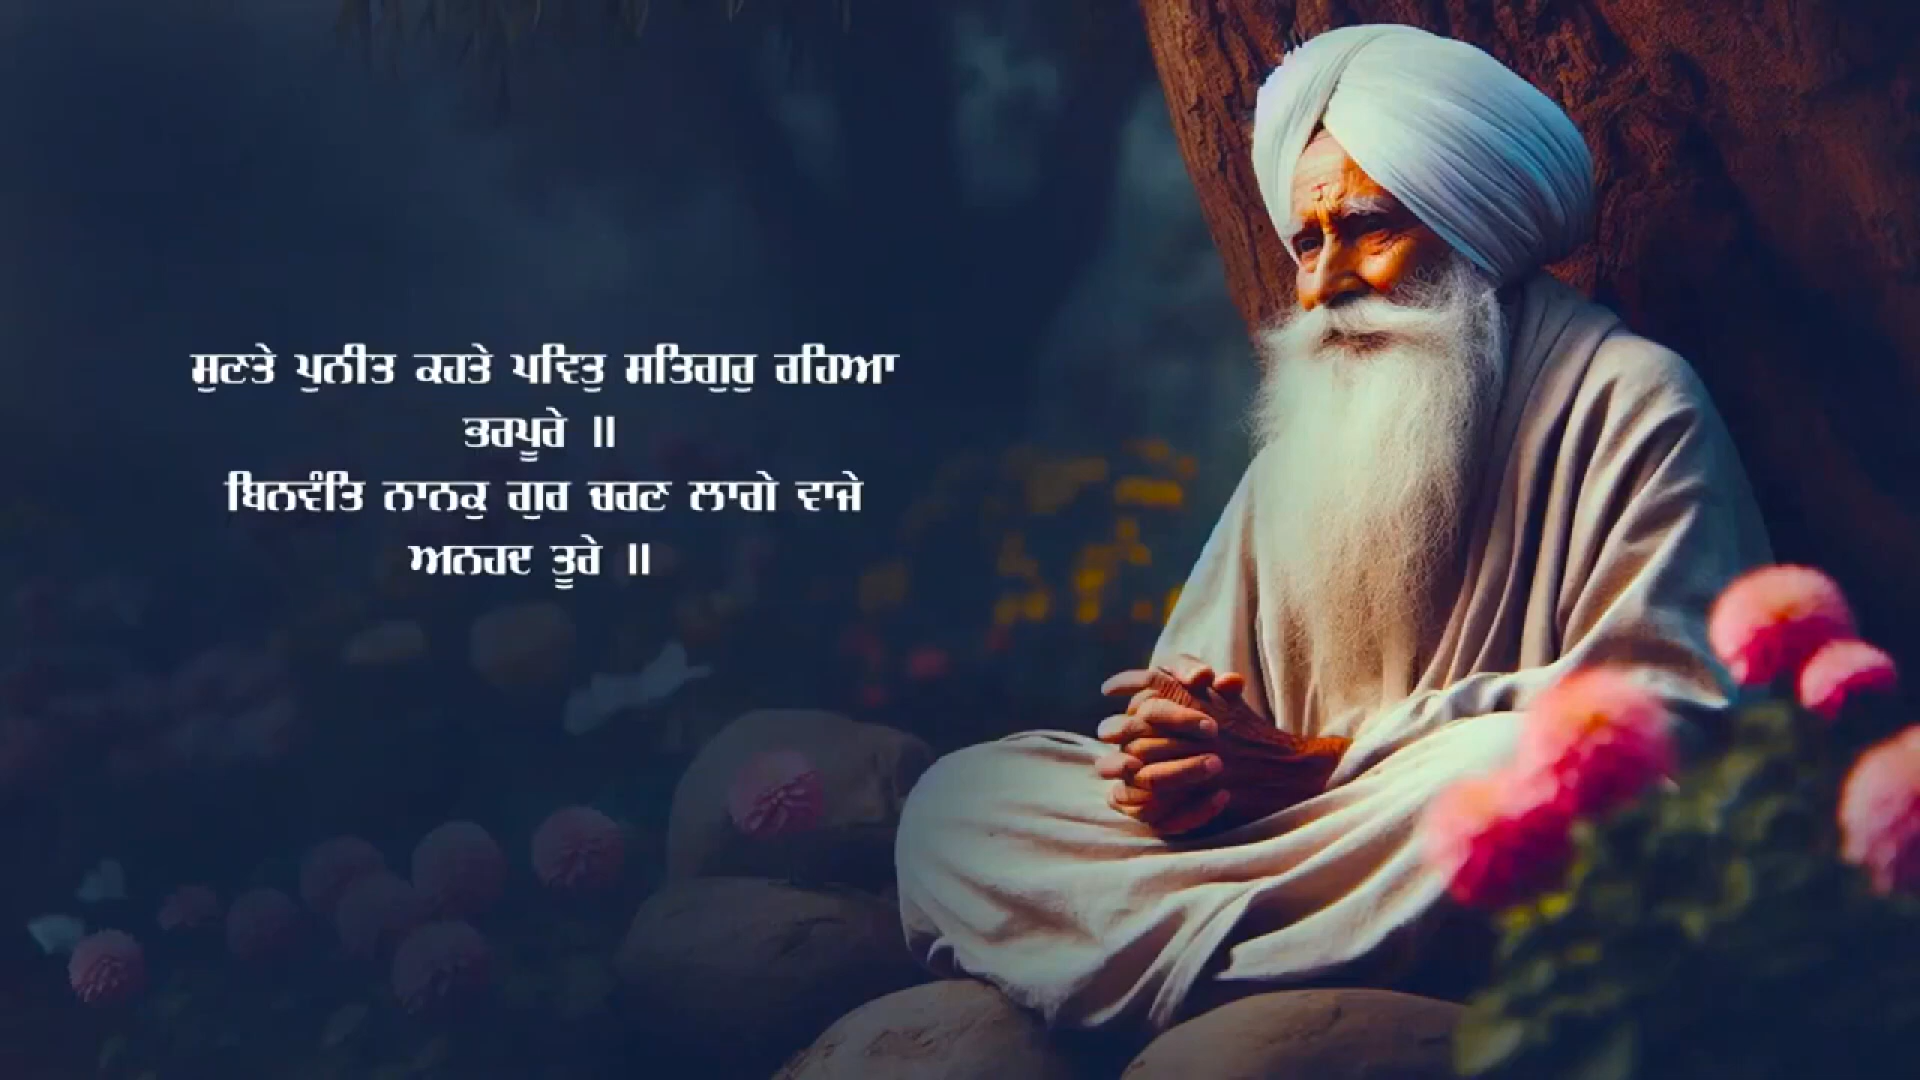 ਸੁਣਤੇ ਪੁਨੀਤ ਕਹਤੇ ਪਵਿਤੁ ਸਤਿਗੁਰੁ ਰਹਿਆ
ਭਰਪੂਰੇ ॥
ਬਿਨਵੰਤਿ ਨਾਨਕੁ ਗੁਰ ਚਰਣ ਲਾਗੇ ਵਾਜੇ
ਅਨਹਦ ਤੂਰੇ ॥